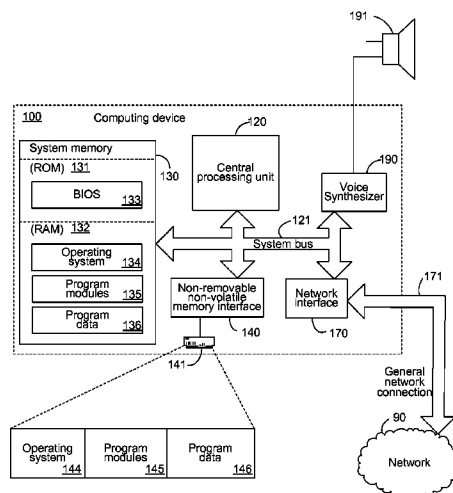 191
100 Computing device
120
System memory
130
(ROM) 131
BIOS 133
(RAM) 132
Operating system 134
Program modules 135
Program data 136
Central processing unit
190
Voice Synthesizer
121
System bus
Non-removable non-volatile memory interface
140
141
Network interface
170
171
General network connection
90
Network
Operating system 144
Program modules 145
Program data 146